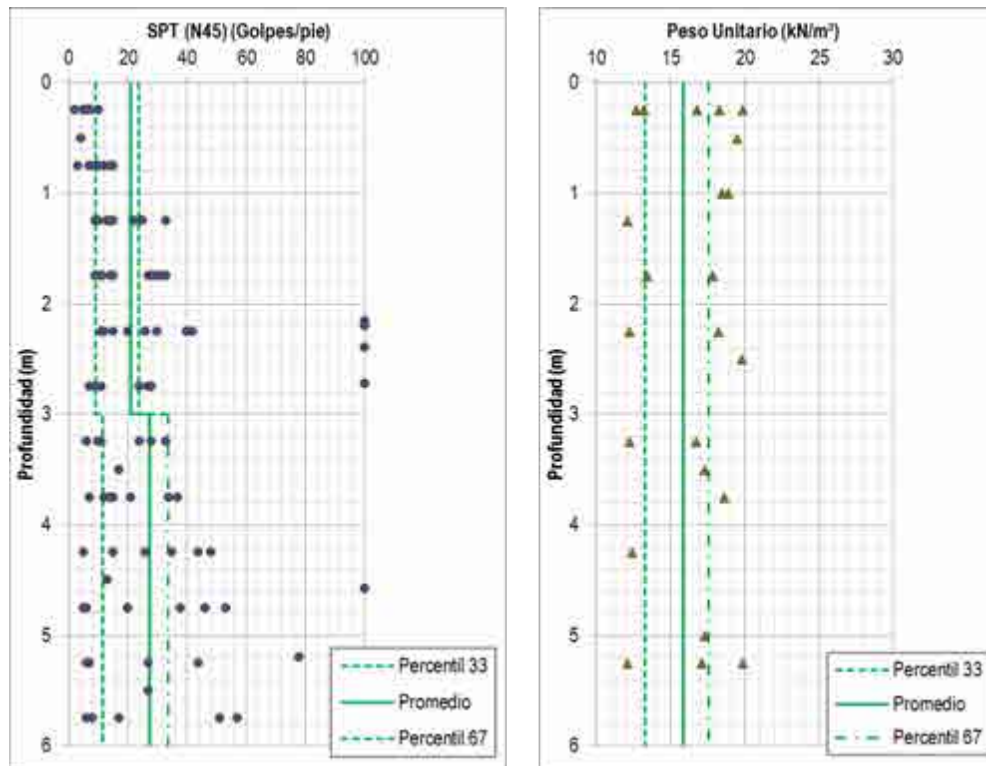 SPT (N45) (Golpes/pie)
0 20 40 60 80 100
Profundidad (m)
0
1
2
3
4
5
6
Percentil 33
Promedio
Percentil 67
Peso Unitario (kN/m³)
10 15 20 25 30
Profundidad (m)
0
1
2
3
4
5
6
Percentil 33
Promedio
Percentil 67